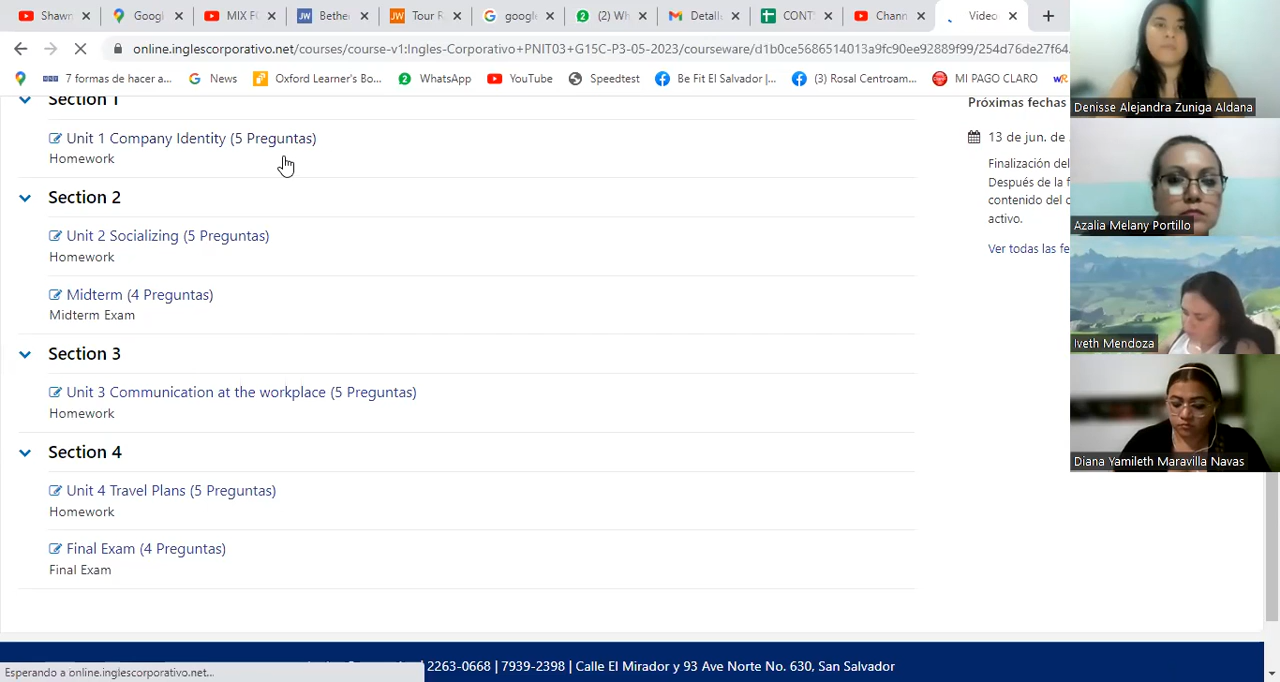 Shawn
Googl
MIX FO
Bethe
Tour R
google
(2) Wh
Detall
CONT
Chann
Video
online.inglescorporativo.net/courses/course-v1:Ingles-Corporativo+PNIT03+G15C-P3-05-2023/courseware/d1b0ce5686514013a9fc90ee92889f99/254d76de27f64
7 formas de hacer a...
News
Oxford Learner's Bo...
WhatsApp
YouTube
Speedtest
Be Fit El Salvador |...
(3) Rosal Centroam...
MI PAGO CLARO
Section 1
Unit 1 Company Identity (5 Preguntas)
Homework
Section 2
Unit 2 Socializing (5 Preguntas)
Homework
Midterm (4 Preguntas)
Midterm Exam
Section 3
Unit 3 Communication at the workplace (5 Preguntas)
Homework
Section 4
Unit 4 Travel Plans (5 Preguntas)
Homework
Final Exam (4 Preguntas)
Final Exam
Próximas fechas
13 de jun. de
Finalización del
Después de la f
contenido del c
activo.
Ver todas las fe
Denisse Alejandra Zuniga Aldana
Azalia Melany Portillo
Iveth Mendoza
Diana Yamileth Maravilla Navas
2263-0668 | 7939-2398 | Calle El Mirador y 93 Ave Norte No. 630, San Salvador
Esperando a online.inglescorporativo.net...